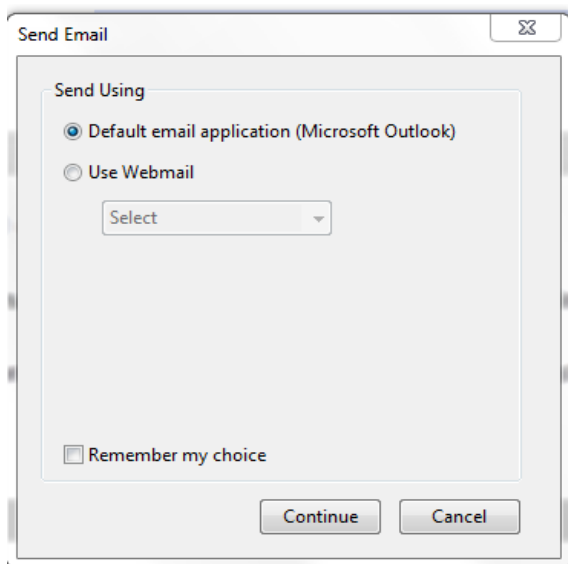 Send Email
Send Using
Default email application (Microsoft Outlook)
Use Webmail
Select
Remember my choice
Continue
Cancel